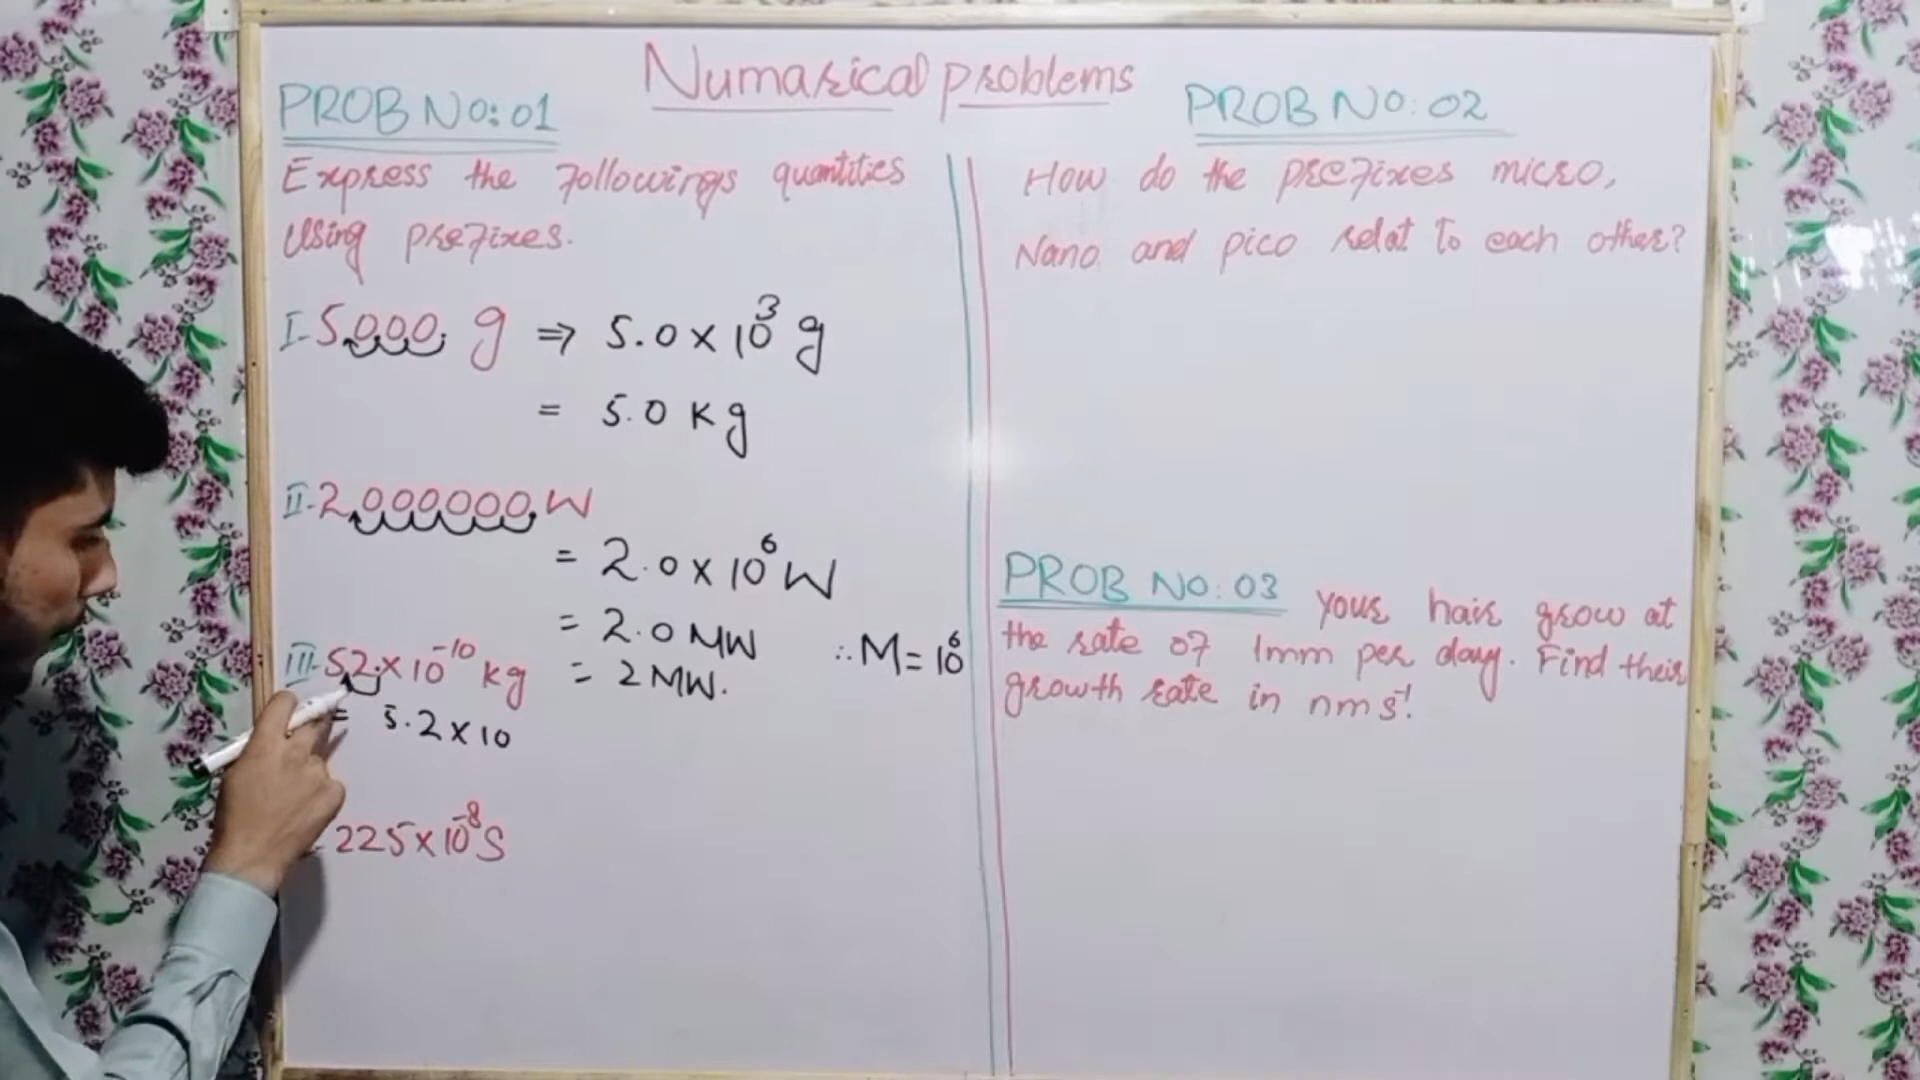 Numarical problems
PROB NO: 01
Express the followings quantities
using prefixes.
I- 5000. g ⇒ 5.0 × 10³ g
= 5.0 Kg
II- 2000000. W
= 2.0 × 10⁶ W
= 2.0 MW ∴ M = 10⁶
= 2 MW.
III- 52. × 10⁻¹⁰ kg
= 5.2 × 10
225 × 10⁻⁸ S
PROB NO: 02
How do the prefixes micro,
Nano and pico relat to each other?
PROB NO: 03 Your hair grow at
the rate of 1mm per day. Find their
growth rate in nm s⁻¹.